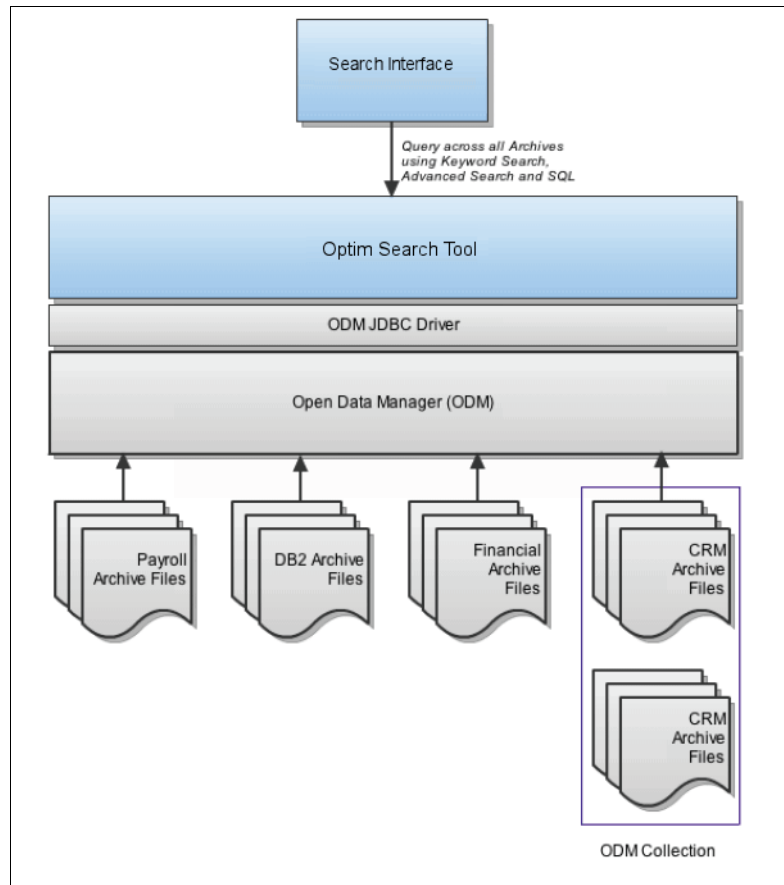 Search Interface
Query across all Archives
using Keyword Search,
Advanced Search and SQL
Optim Search Tool
ODM JDBC Driver
Open Data Manager (ODM)
Payroll
Archive Files
DB2 Archive
Files
Financial
Archive
Files
CRM
Archive
Files
CRM
Archive
Files
ODM Collection